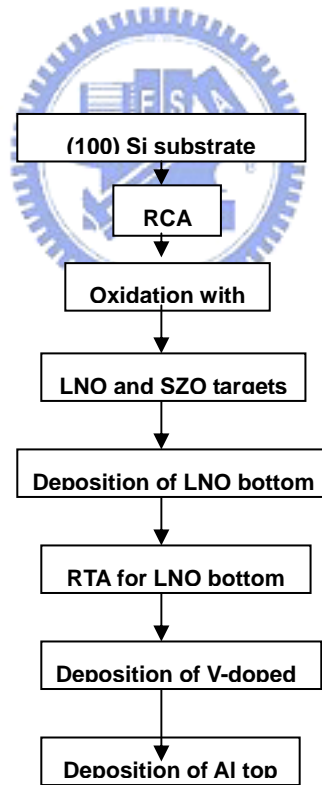 (100) Si substrate
RCA
Oxidation with
LNO and SZO targets
Deposition of LNO bottom
RTA for LNO bottom
Deposition of V-doped
Deposition of Al top